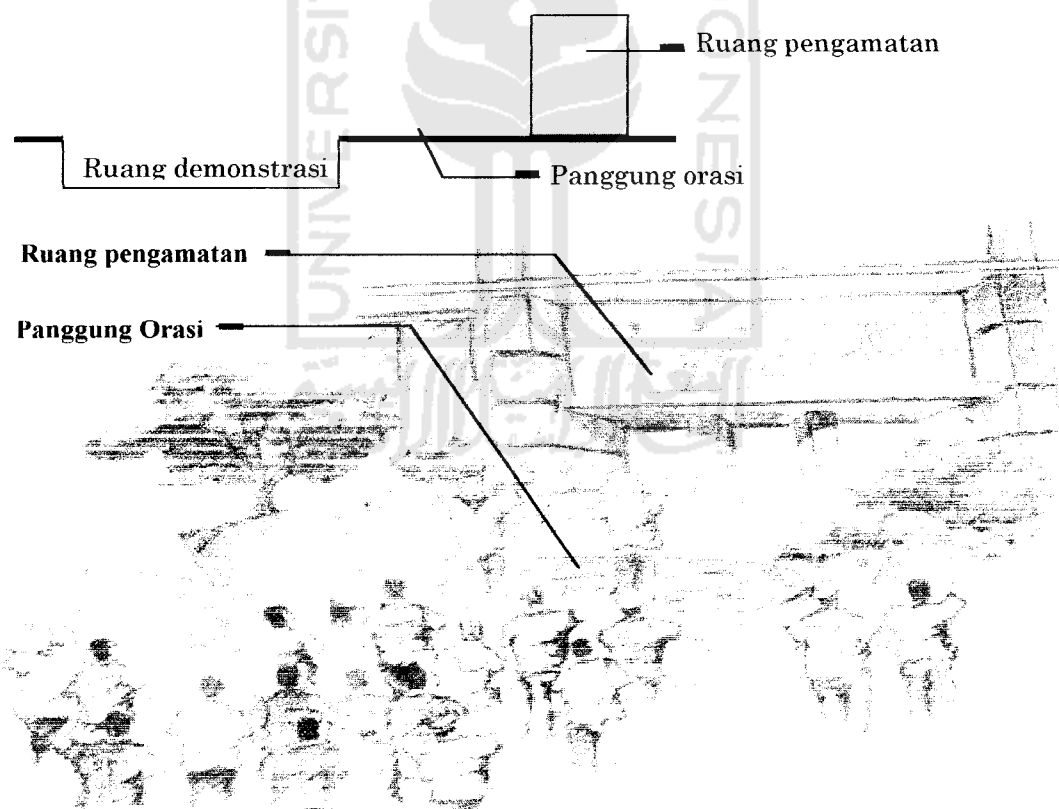 Ruang pengamatan
Ruang demonstrasi
Panggung orasi
Ruang pengamatan
Panggung Orasi